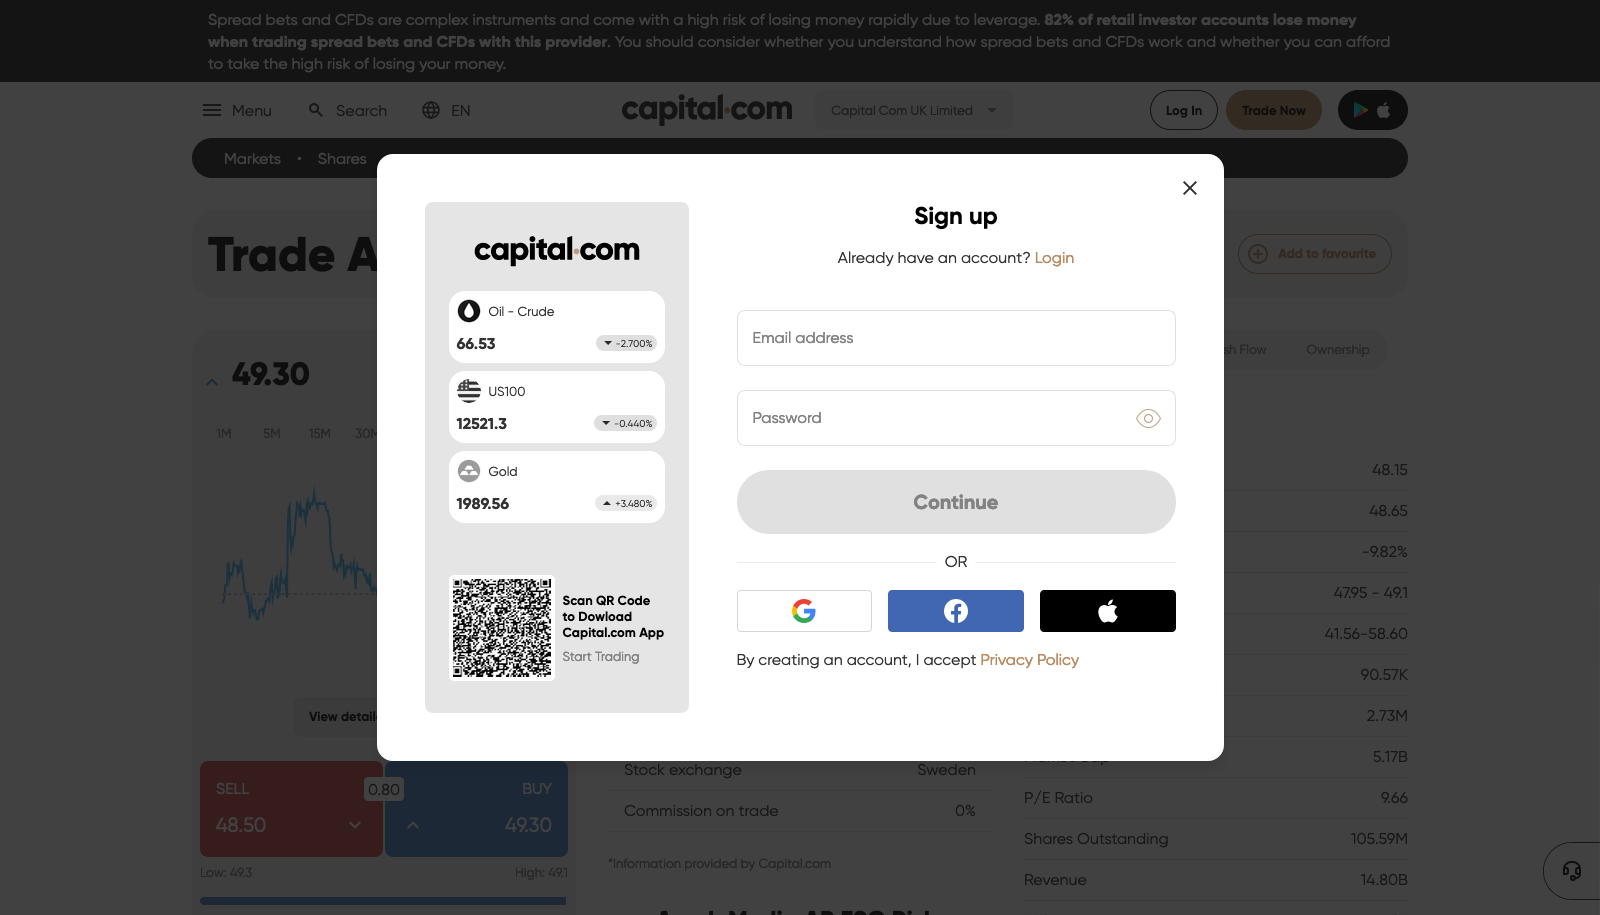 Spread bets and CFDs are complex instruments and come with a high risk of losing money rapidly due to leverage. 82% of retail investor accounts lose money
when trading spread bets and CFDs with this provider. You should consider whether you understand how spread bets and CFDs work and whether you can afford
to take the high risk of losing your money.
Menu
Search
EN
capital.com
Capital Com UK Limited
Log In
Trade Now
Markets • Shares
Trade A
Add to favourite
49.30
1M 5M 15M 30M
View detaile
SELL
48.50
0.80
BUY
49.30
Low: 49.3
High: 49.1
capital.com
Oil - Crude
66.53
-2.700%
US100
12521.3
-0.440%
Gold
1989.56
+3.480%
Scan QR Code
to Dowload
Capital.com App
Start Trading
Sign up
Already have an account? Login
Email address
Password
Continue
OR
By creating an account, I accept Privacy Policy
Stock exchange Sweden
Commission on trade 0%
*Information provided by Capital.com
sh Flow
Ownership
48.15
48.65
-9.82%
47.95 - 49.1
41.56-58.60
90.57K
2.73M
5.17B
P/E Ratio 9.66
Shares Outstanding 105.59M
Revenue 14.80B